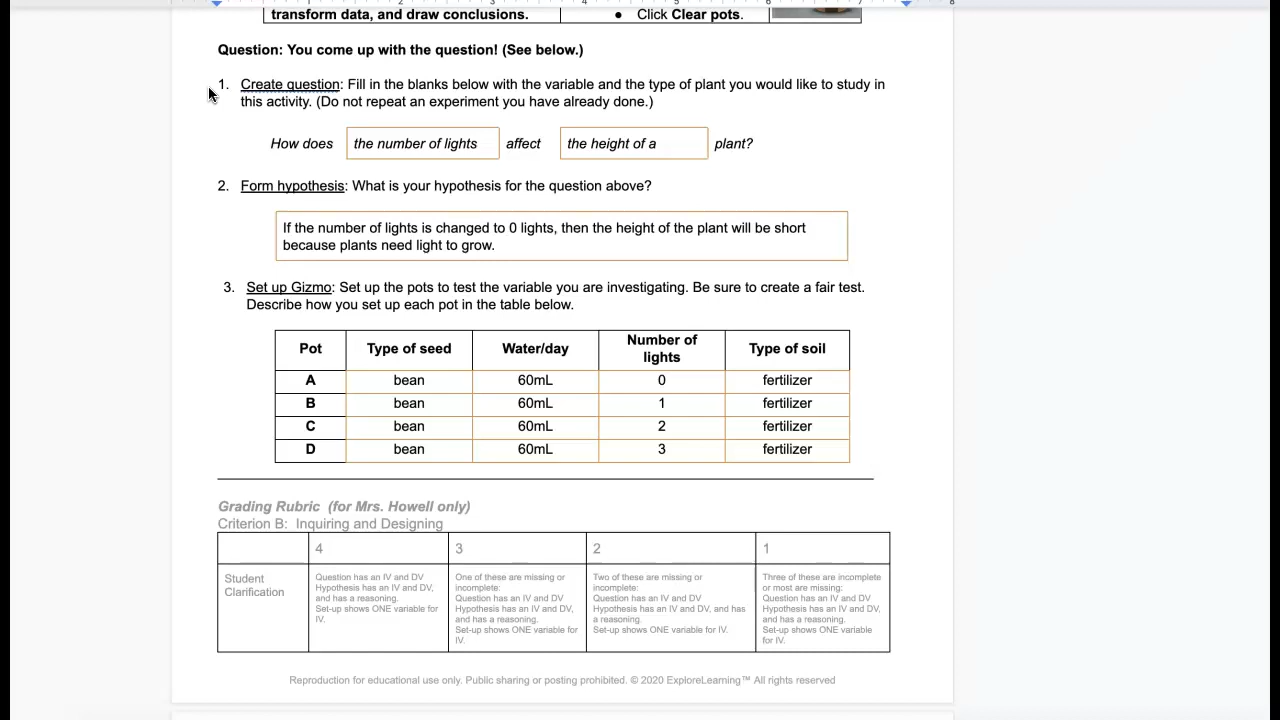 transform data, and draw conclusions.
● Click Clear pots.
Question: You come up with the question! (See below.)
1. Create question: Fill in the blanks below with the variable and the type of plant you would like to study in
this activity. (Do not repeat an experiment you have already done.)
How does the number of lights affect the height of a plant?
2. Form hypothesis: What is your hypothesis for the question above?
If the number of lights is changed to 0 lights, then the height of the plant will be short
because plants need light to grow.
3. Set up Gizmo: Set up the pots to test the variable you are investigating. Be sure to create a fair test.
Describe how you set up each pot in the table below.
Pot Type of seed Water/day Number of lights Type of soil
A bean 60mL 0 fertilizer
B bean 60mL 1 fertilizer
C bean 60mL 2 fertilizer
D bean 60mL 3 fertilizer
Grading Rubric (for Mrs. Howell only)
Criterion B: Inquiring and Designing
4 3 2 1
Student
Clarification
Question has an IV and DV
Hypothesis has an IV and DV,
and has a reasoning.
Set-up shows ONE variable for
IV.
One of these are missing or
incomplete:
Question has an IV and DV
Hypothesis has an IV and DV,
and has a reasoning.
Set-up shows ONE variable for
IV.
Two of these are missing or
incomplete:
Question has an IV and DV
Hypothesis has an IV and DV, and has
a reasoning.
Set-up shows ONE variable for IV.
Three of these are incomplete
or most are missing:
Question has an IV and DV
Hypothesis has an IV and DV,
and has a reasoning.
Set-up shows ONE variable
for IV.
Reproduction for educational use only. Public sharing or posting prohibited. © 2020 ExploreLearning™ All rights reserved